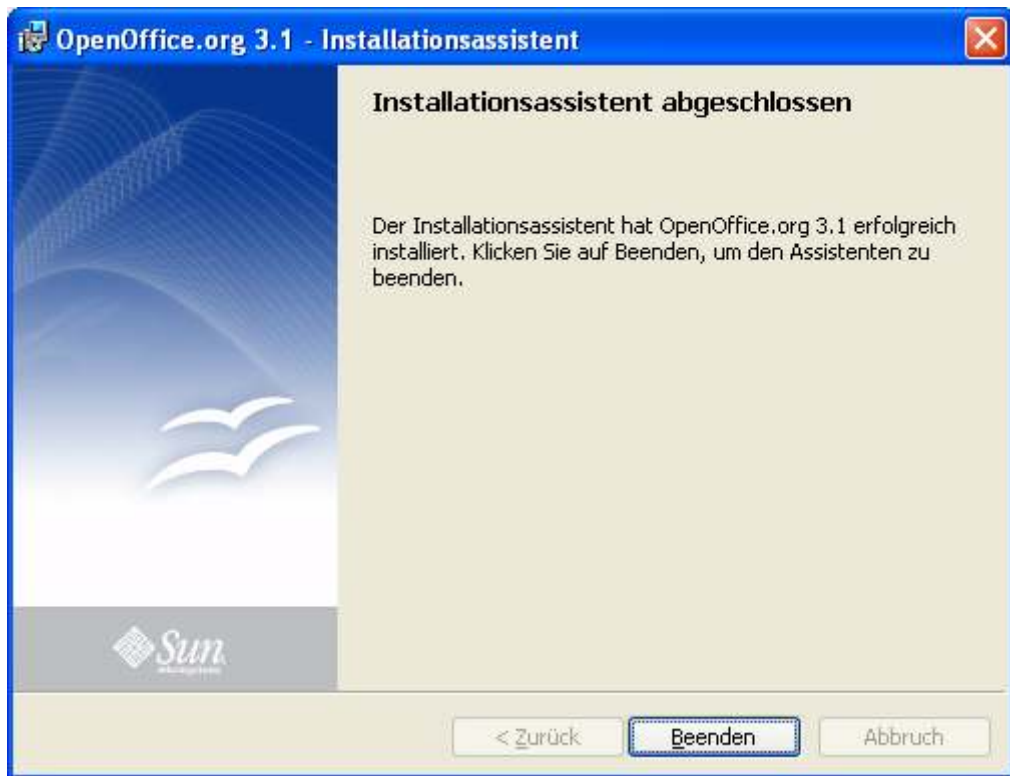 OpenOffice.org 3.1 - Installationsassistent
Installationsassistent abgeschlossen
Der Installationsassistent hat OpenOffice.org 3.1 erfolgreich
installiert. Klicken Sie auf Beenden, um den Assistenten zu
beenden.
Sun
microsystems
< Zurück
Beenden
Abbruch